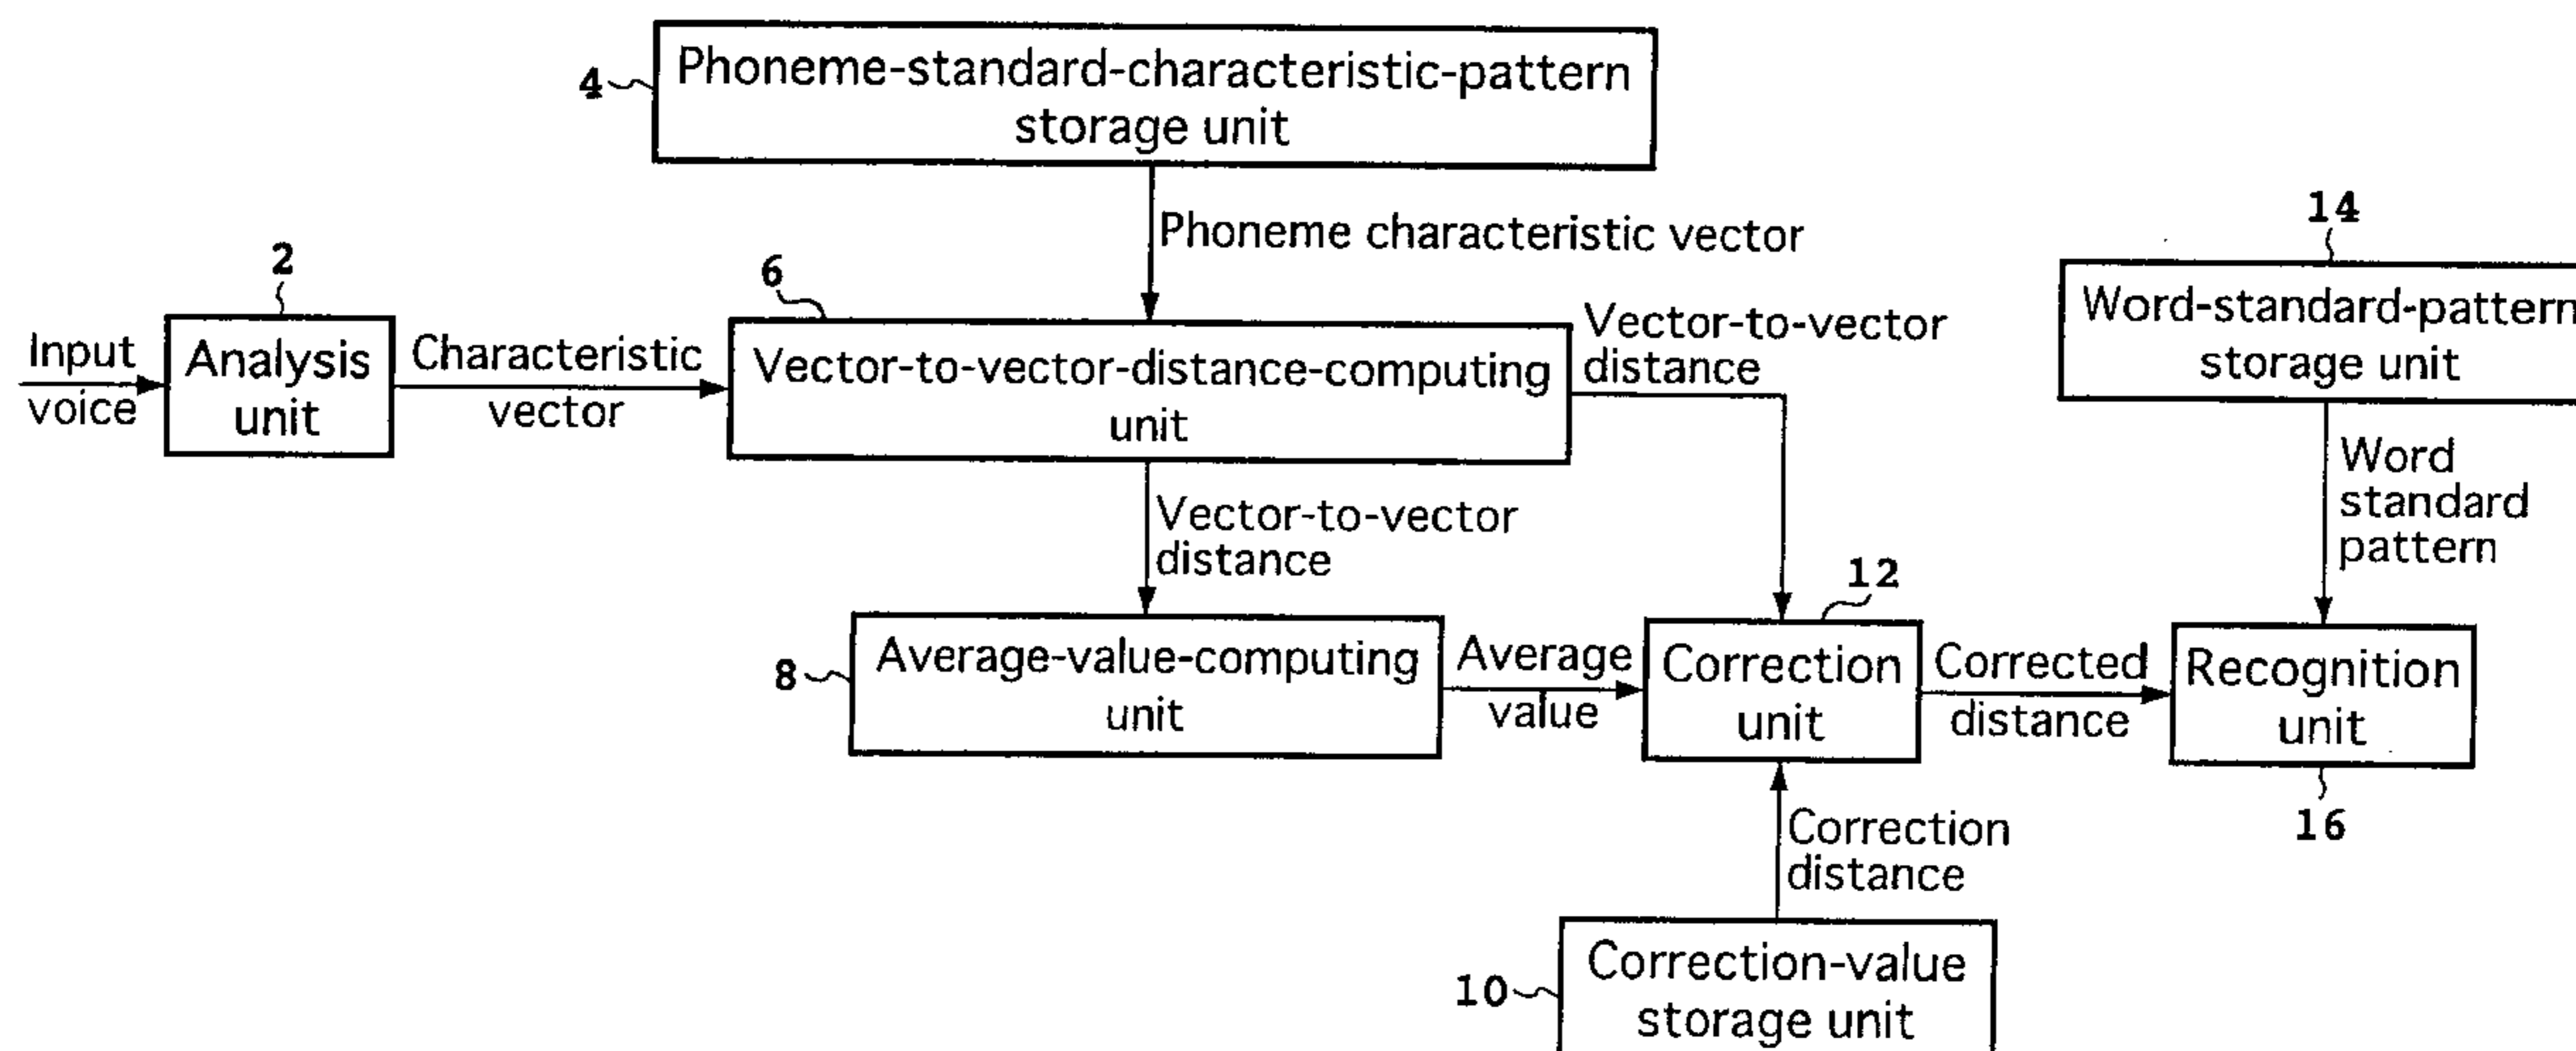 4
Phoneme-standard-characteristic-pattern
storage unit
Phoneme characteristic vector
14
Word-standard-pattern
storage unit
2
Input
voice
Analysis
unit
Characteristic
vector
6
Vector-to-vector-distance-computing
unit
Vector-to-vector
distance
Word
standard
pattern
Vector-to-vector
distance
8
Average-value-computing
unit
Average
value
12
Correction
unit
Corrected
distance
Recognition
unit
16
Correction
distance
10
Correction-value
storage unit